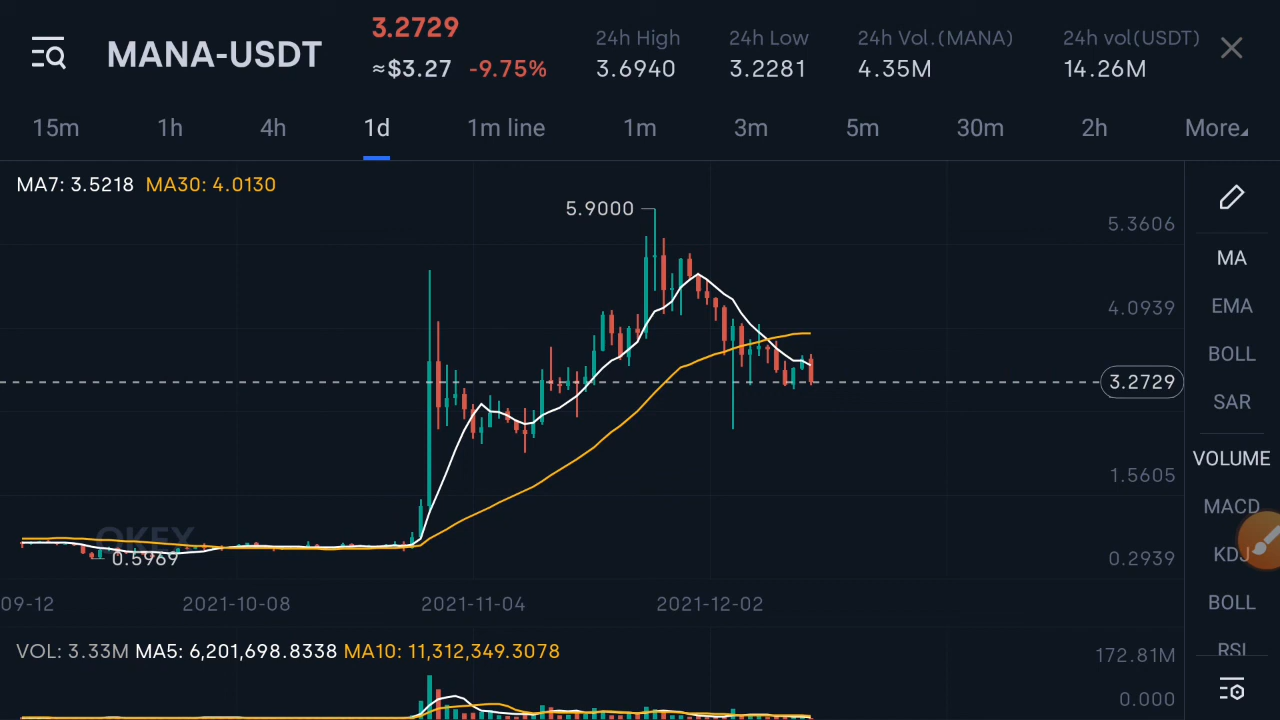 3.2729
MANA-USDT
≈$3.27 -9.75%
24h High 24h Low 24h Vol.(MANA) 24h vol(USDT)
3.6940 3.2281 4.35M 14.26M
15m 1h 4h 1d 1m line 1m 3m 5m 30m 2h More
MA7: 3.5218 MA30: 4.0130
5.9000
5.3606
MA
EMA
4.0939
BOLL
3.2729
SAR
VOLUME
1.5605
MACD
OKEX
0.5969
0.2939
KDJ
09-12 2021-10-08 2021-11-04 2021-12-02
BOLL
VOL: 3.33M MA5: 6,201,698.8338 MA10: 11,312,349.3078
172.81M
RSI
0.000